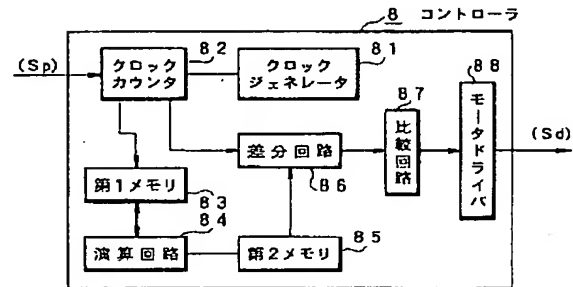 8 コントローラ
(Sp)
82
クロック
カウンタ
81
クロック
ジェネレータ
88
87
モータドライバ
比較回路
(Sd)
差分回路
86
第1メモリ
83
84
演算回路
第2メモリ
85